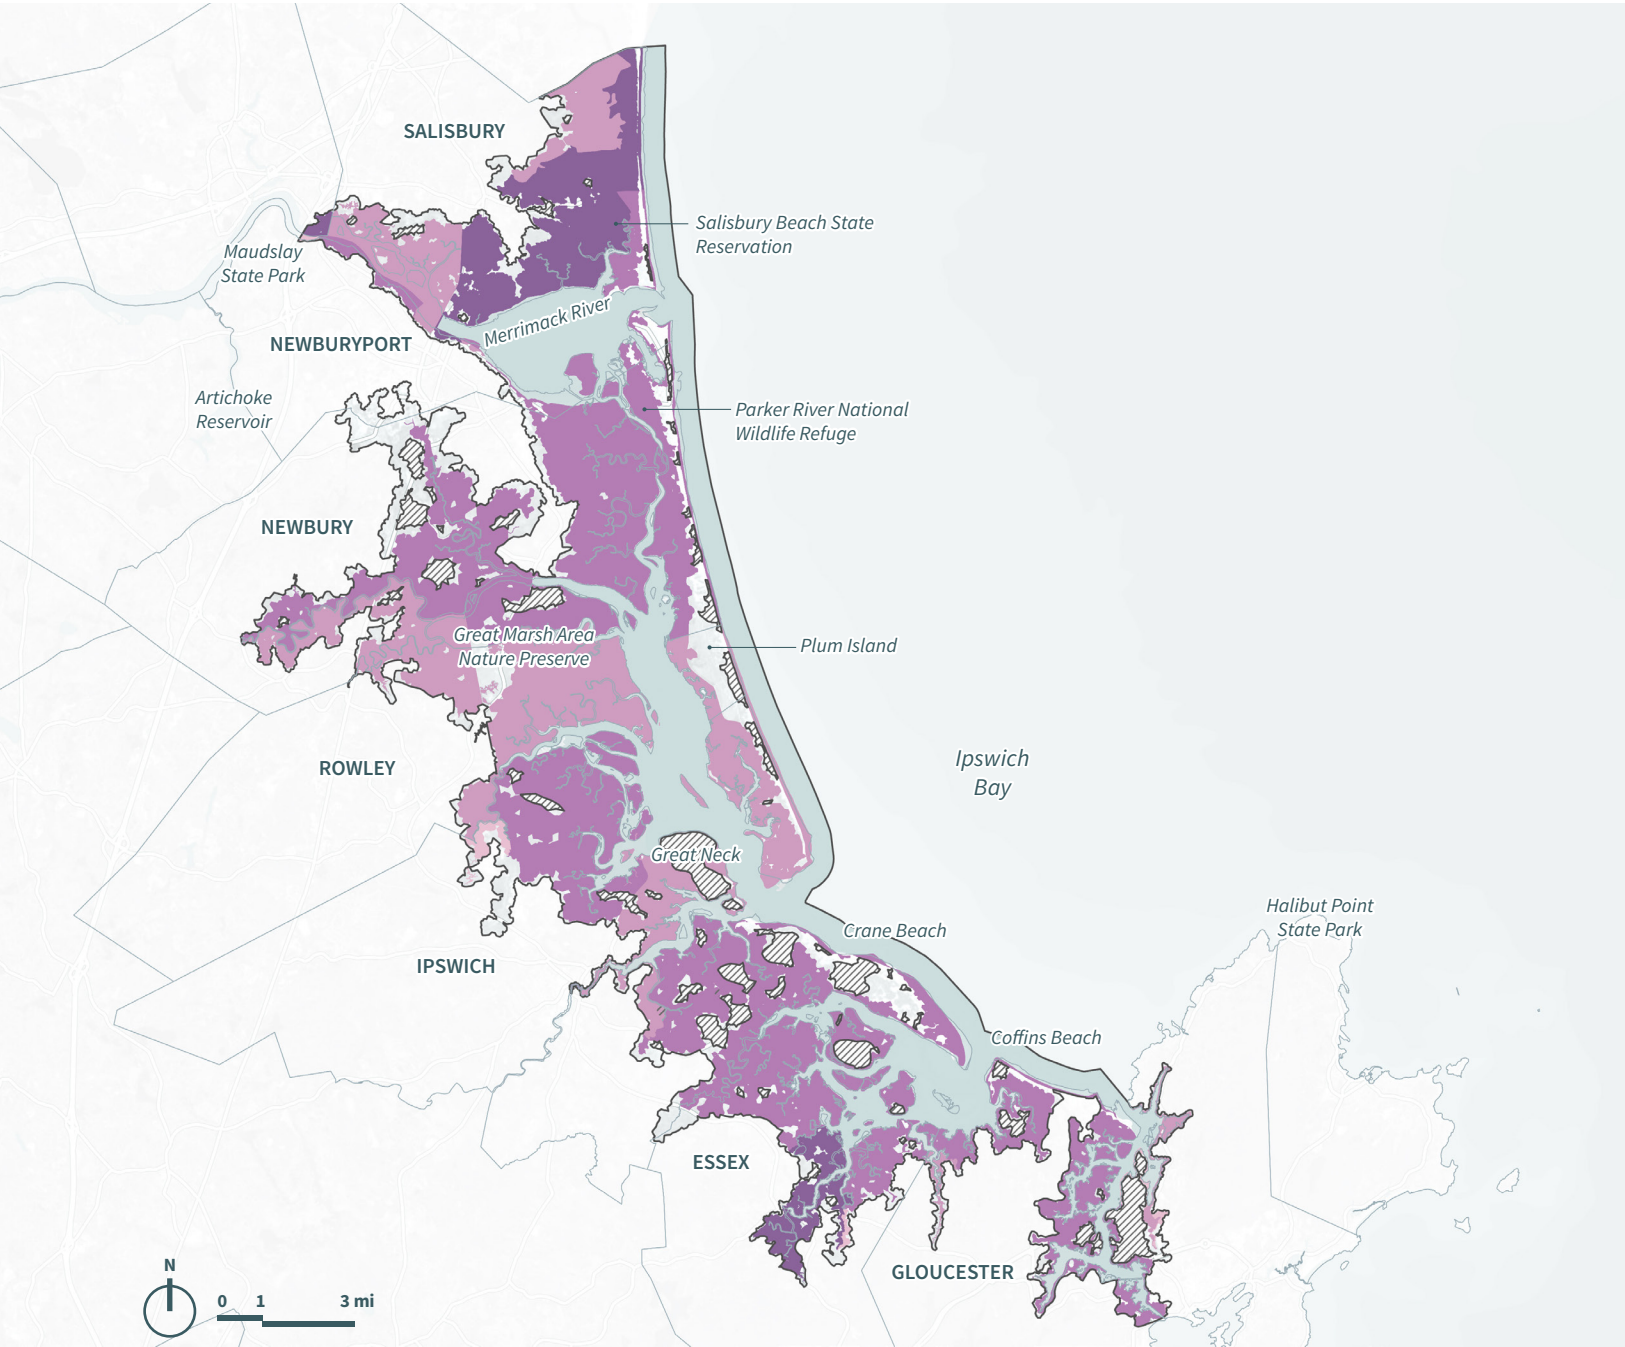 SALISBURY
Salisbury Beach State
Reservation
Maudslay
State Park
Merrimack River
NEWBURYPORT
Artichoke
Reservoir
Parker River National
Wildlife Refuge
NEWBURY
Great Marsh Area
Nature Preserve
Plum Island
ROWLEY
Ipswich
Bay
Great Neck
Halibut Point
State Park
Crane Beach
IPSWICH
Coffins Beach
ESSEX
GLOUCESTER
N
0 1 3 mi